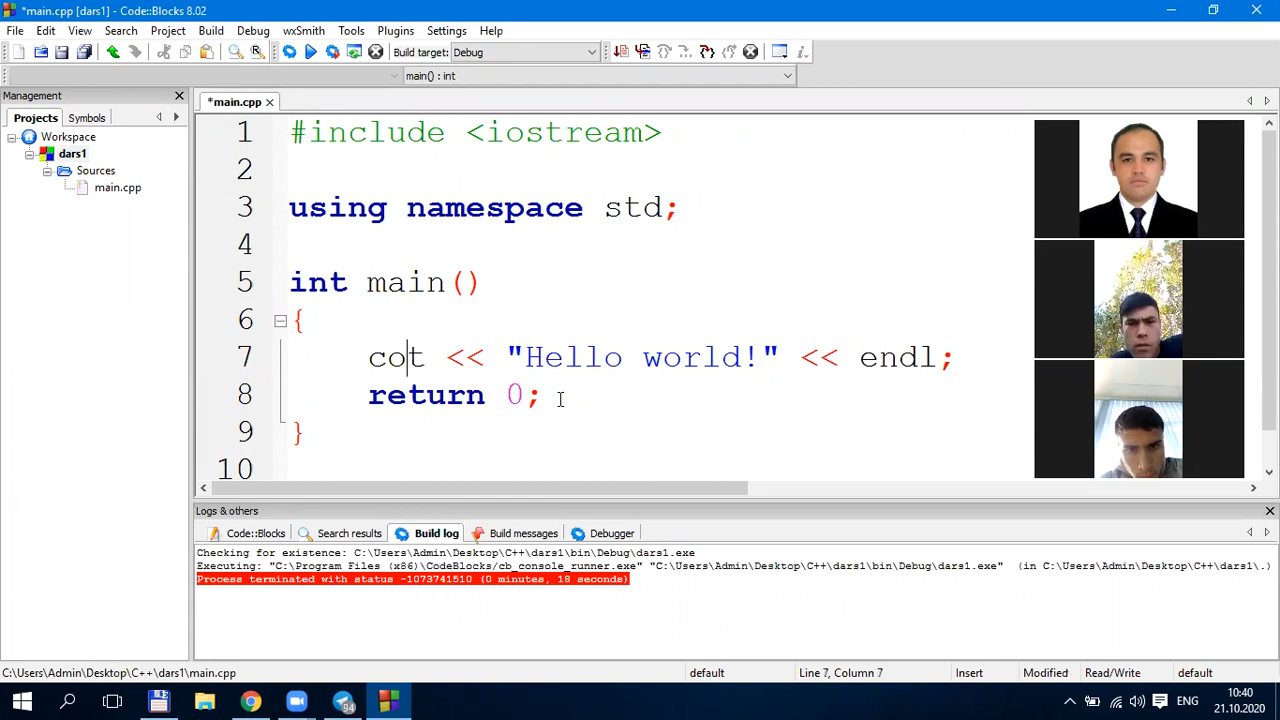 *main.cpp [dars1] - Code::Blocks 8.02
File Edit View Search Project Build Debug wxSmith Tools Plugins Settings Help
Build target: Debug
main() : int
Management
Projects Symbols
Workspace
dars1
Sources
main.cpp
*main.cpp
1 #include <iostream>
2
3 using namespace std;
4
5 int main()
6 {
7 cot << "Hello world!" << endl;
8 return 0;
9 }
10
Logs & others
Code::Blocks Search results Build log Build messages Debugger
Checking for existence: C:\Users\Admin\Desktop\C++\dars1\bin\Debug\dars1.exe
Executing: "C:\Program Files (x86)\CodeBlocks/cb_console_runner.exe" "C:\Users\Admin\Desktop\C++\dars1\bin\Debug\dars1.exe" (in C:\Users\Admin\Desktop\C++\dars1\.)
Process terminated with status -1073741510 (0 minutes, 18 seconds)
C:\Users\Admin\Desktop\C++\dars1\main.cpp default Line 7, Column 7 Insert Modified Read/Write default
94 ENG 10:40
21.10.2020